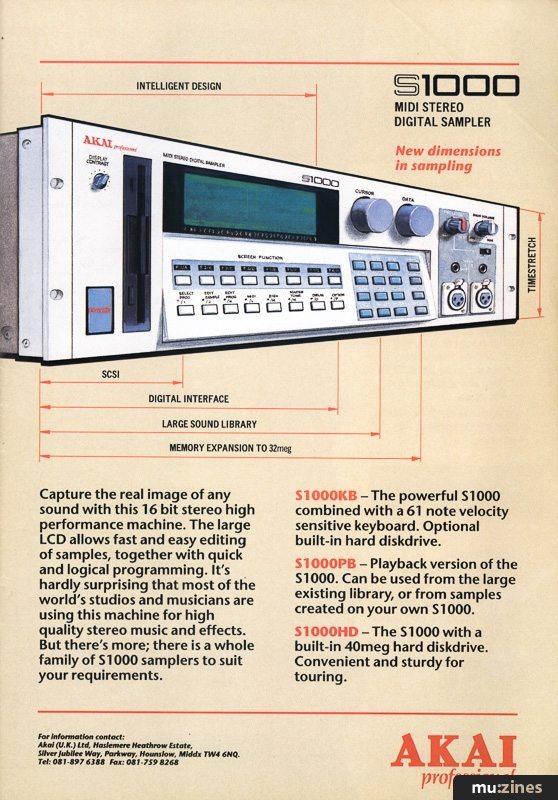 INTELLIGENT DESIGN
S1000
MIDI STEREO
DIGITAL SAMPLER
New dimensions
in sampling
AKAI professional
DISPLAY
CONTRAST
MIDI STEREO DIGITAL SAMPLER
S1000
CURSOR
DATA
SCREEN FUNCTION
SELECT
PROG
EDIT
SAMPLE
EDIT
PROG
MIDI
DISK
MASTER
TUNE
TIMESTRETCH
SCSI
DIGITAL INTERFACE
LARGE SOUND LIBRARY
MEMORY EXPANSION TO 32meg
Capture the real image of any
sound with this 16 bit stereo high
performance machine. The large
LCD allows fast and easy editing
of samples, together with quick
and logical programming. It's
hardly surprising that most of the
world's studios and musicians are
using this machine for high
quality stereo music and effects.
But there's more; there is a whole
family of S1000 samplers to suit
your requirements.
S1000KB – The powerful S1000
combined with a 61 note velocity
sensitive keyboard. Optional
built-in hard diskdrive.
S1000PB – Playback version of the
S1000. Can be used from the large
existing library, or from samples
created on your own S1000.
S1000HD – The S1000 with a
built-in 40meg hard diskdrive.
Convenient and sturdy for
touring.
For information contact:
Akai (U.K.) Ltd, Haslemere Heathrow Estate,
Silver Jubilee Way, Parkway, Hounslow, Middx TW4 6NQ.
Tel: 081-897 6388 Fax: 081-759 8268
AKAI
professional
mu:zines